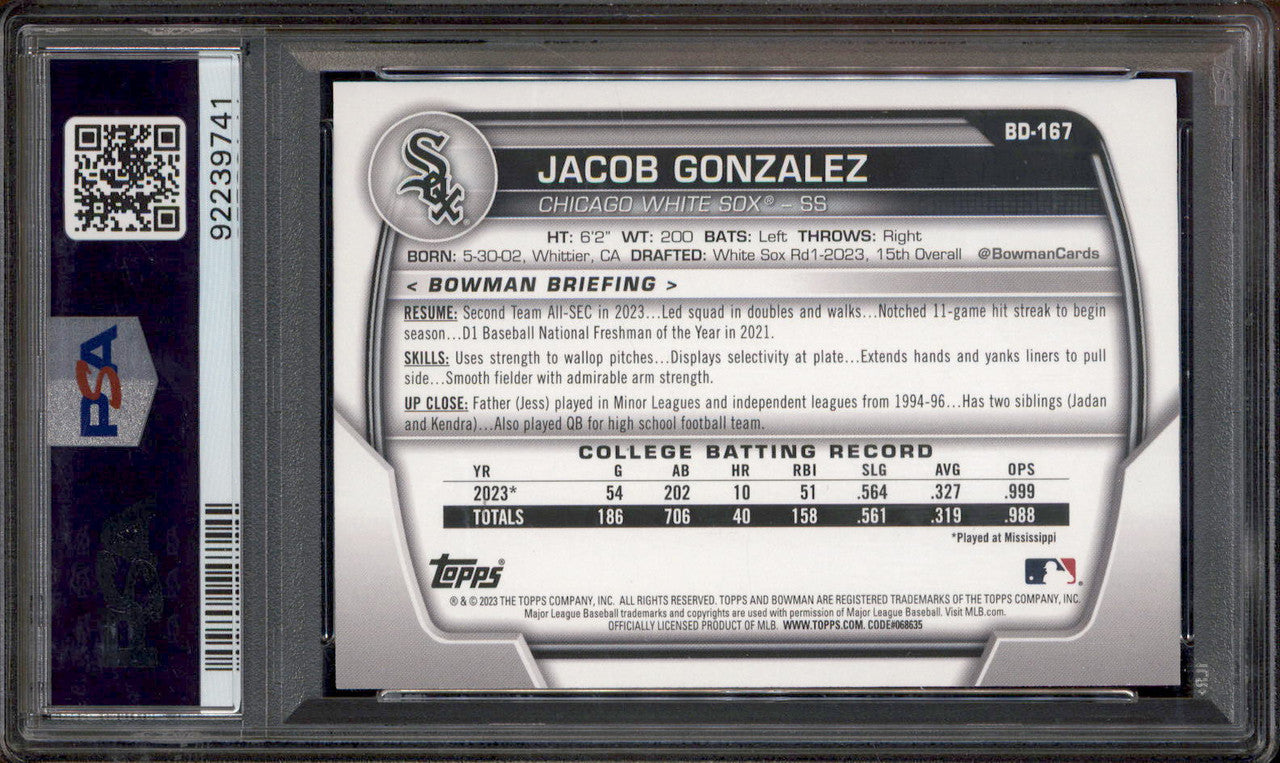 92239741
PSA
Sox
BD-167
JACOB GONZALEZ
CHICAGO WHITE SOX® – SS
HT: 6'2" WT: 200 BATS: Left THROWS: Right
BORN: 5-30-02, Whittier, CA DRAFTED: White Sox Rd1-2023, 15th Overall @BowmanCards
< BOWMAN BRIEFING >
RESUME: Second Team All-SEC in 2023...Led squad in doubles and walks...Notched 11-game hit streak to begin
season...D1 Baseball National Freshman of the Year in 2021.
SKILLS: Uses strength to wallop pitches...Displays selectivity at plate...Extends hands and yanks liners to pull
side...Smooth fielder with admirable arm strength.
UP CLOSE: Father (Jess) played in Minor Leagues and independent leagues from 1994-96...Has two siblings (Jadan
and Kendra)...Also played QB for high school football team.
COLLEGE BATTING RECORD
YR G AB HR RBI SLG AVG OPS
2023* 54 202 10 51 .564 .327 .999
TOTALS 186 706 40 158 .561 .319 .988
*Played at Mississippi
Topps®
® & © 2023 THE TOPPS COMPANY, INC. ALL RIGHTS RESERVED. TOPPS AND BOWMAN ARE REGISTERED TRADEMARKS OF THE TOPPS COMPANY, INC.
Major League Baseball trademarks and copyrights are used with permission of Major League Baseball. Visit MLB.com.
OFFICIALLY LICENSED PRODUCT OF MLB. WWW.TOPPS.COM. CODE#068635